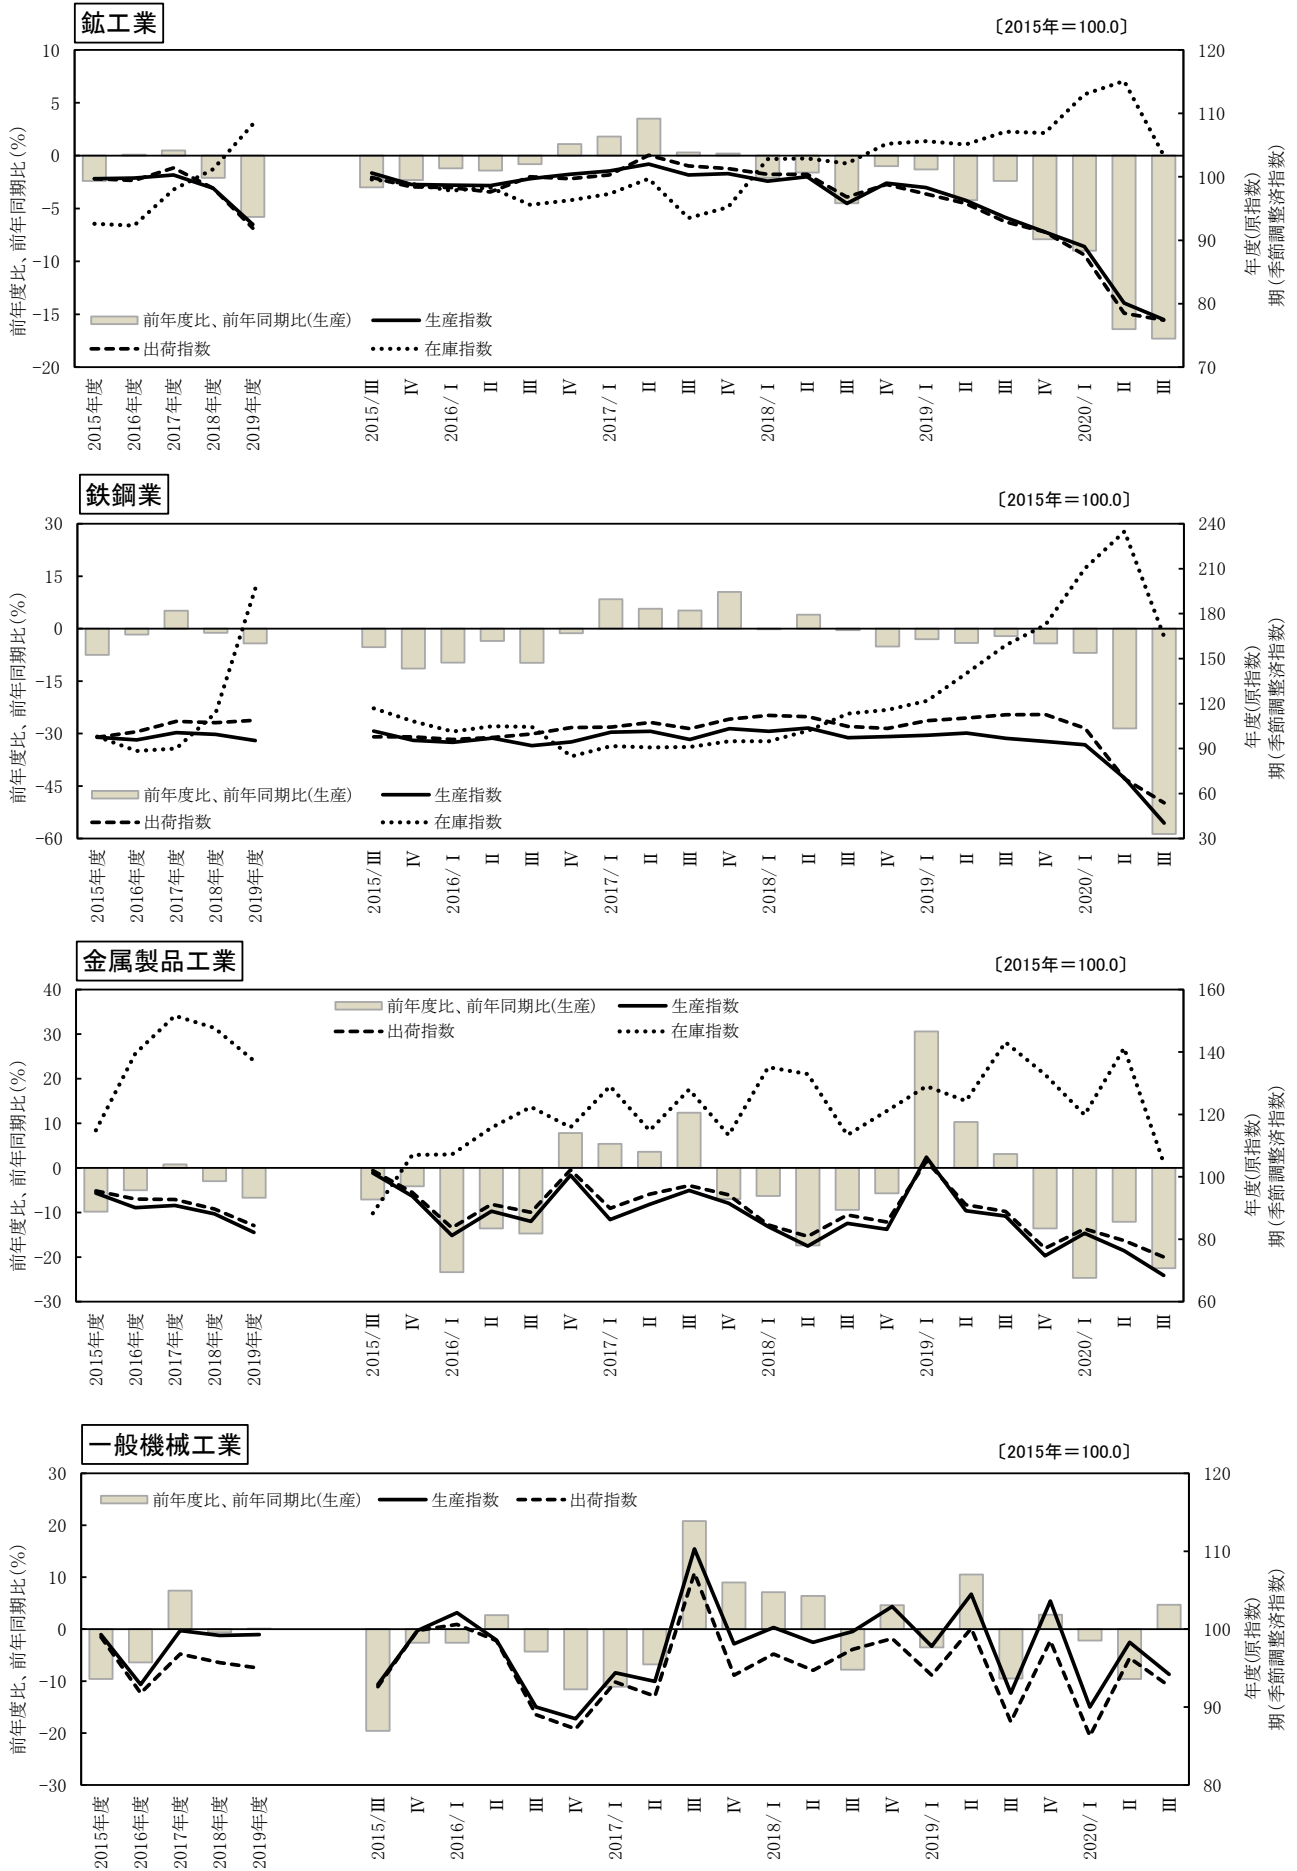 鉱工業
〔2015年＝100.0〕
前年度比、前年同期比(%)
10
5
0
−5
−10
−15
−20
120
110
100
90
80
70
年度(原指数)
期(季節調整済指数)
前年度比、前年同期比(生産)
生産指数
出荷指数
在庫指数
2015年度
2016年度
2017年度
2018年度
2019年度
2015/Ⅲ
Ⅳ
2016/Ⅰ
Ⅱ
Ⅲ
Ⅳ
2017/Ⅰ
Ⅱ
Ⅲ
Ⅳ
2018/Ⅰ
Ⅱ
Ⅲ
Ⅳ
2019/Ⅰ
Ⅱ
Ⅲ
Ⅳ
2020/Ⅰ
Ⅱ
Ⅲ
鉄鋼業
〔2015年＝100.0〕
前年度比、前年同期比(%)
30
15
0
−15
−30
−45
−60
240
210
180
150
120
90
60
30
年度(原指数)
期(季節調整済指数)
前年度比、前年同期比(生産)
生産指数
出荷指数
在庫指数
2015年度
2016年度
2017年度
2018年度
2019年度
2015/Ⅲ
Ⅳ
2016/Ⅰ
Ⅱ
Ⅲ
Ⅳ
2017/Ⅰ
Ⅱ
Ⅲ
Ⅳ
2018/Ⅰ
Ⅱ
Ⅲ
Ⅳ
2019/Ⅰ
Ⅱ
Ⅲ
Ⅳ
2020/Ⅰ
Ⅱ
Ⅲ
金属製品工業
〔2015年＝100.0〕
前年度比、前年同期比(%)
40
30
20
10
0
−10
−20
−30
160
140
120
100
80
60
年度(原指数)
期(季節調整済指数)
前年度比、前年同期比(生産)
生産指数
出荷指数
在庫指数
2015年度
2016年度
2017年度
2018年度
2019年度
2015/Ⅲ
Ⅳ
2016/Ⅰ
Ⅱ
Ⅲ
Ⅳ
2017/Ⅰ
Ⅱ
Ⅲ
Ⅳ
2018/Ⅰ
Ⅱ
Ⅲ
Ⅳ
2019/Ⅰ
Ⅱ
Ⅲ
Ⅳ
2020/Ⅰ
Ⅱ
Ⅲ
一般機械工業
〔2015年＝100.0〕
前年度比、前年同期比(%)
30
20
10
0
−10
−20
−30
120
110
100
90
80
年度(原指数)
期(季節調整済指数)
前年度比、前年同期比(生産)
生産指数
出荷指数
2015年度
2016年度
2017年度
2018年度
2019年度
2015/Ⅲ
Ⅳ
2016/Ⅰ
Ⅱ
Ⅲ
Ⅳ
2017/Ⅰ
Ⅱ
Ⅲ
Ⅳ
2018/Ⅰ
Ⅱ
Ⅲ
Ⅳ
2019/Ⅰ
Ⅱ
Ⅲ
Ⅳ
2020/Ⅰ
Ⅱ
Ⅲ